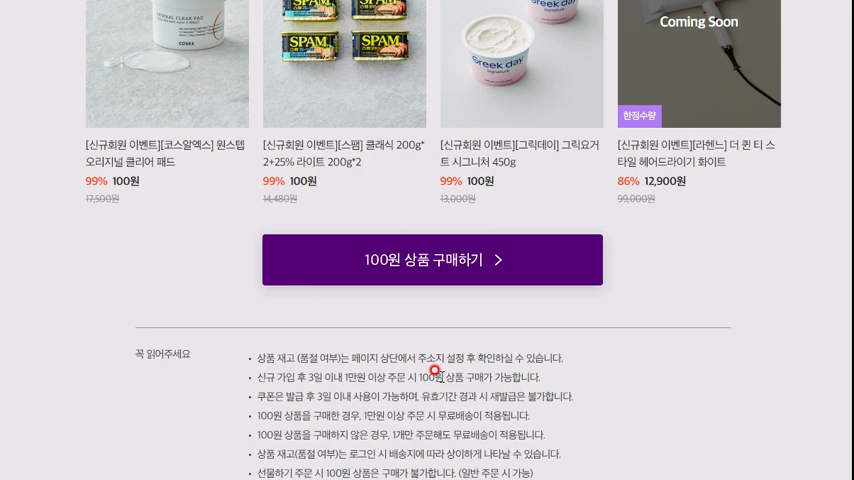 ORIGINAL CLEAR PAD
COSRX
SPAM SPAM
SPAM SPAM
Greek day
Greek day
signature
Coming Soon
한정수량
[신규회원 이벤트][코스알엑스] 원스텝
오리지널 클리어 패드
99% 100원
17,500원
[신규회원 이벤트][스팸] 클래식 200g*
2+25% 라이트 200g*2
99% 100원
14,480원
[신규회원 이벤트][그릭데이] 그릭요거
트 시그니처 450g
99% 100원
13,000원
[신규회원 이벤트][라헨느] 더 퀸 티 스
타일 헤어드라이기 화이트
86% 12,900원
99,000원
100원 상품 구매하기 >
꼭 읽어주세요
• 상품 재고 (품절 여부)는 페이지 상단에서 주소지 설정 후 확인하실 수 있습니다.
• 신규 가입 후 3일 이내 1만원 이상 주문 시 100원 상품 구매가 가능합니다.
• 쿠폰은 발급 후 3일 이내 사용이 가능하며, 유효기간 경과 시 재발급은 불가합니다.
• 100원 상품을 구매한 경우, 1만원 이상 주문 시 무료배송이 적용됩니다.
• 100원 상품을 구매하지 않은 경우, 1개만 주문해도 무료배송이 적용됩니다.
• 상품 재고(품절 여부)는 로그인 시 배송지에 따라 상이하게 나타날 수 있습니다.
• 선물하기 주문 시 100원 상품은 구매가 불가합니다. (일반 주문 시 가능)